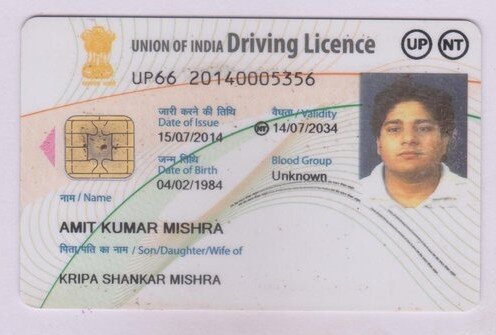 UNION OF INDIA Driving Licence UP NT
UP66 20140005356
जारी करने की तिथि वैधता / Validity
Date of Issue
15/07/2014 NT 14/07/2034
जन्म तिथि
Date of Birth Blood Group
04/02/1984 Unknown
नाम / Name
AMIT KUMAR MISHRA
पिता/पति का नाम / Son/Daughter/Wife of
KRIPA SHANKAR MISHRA